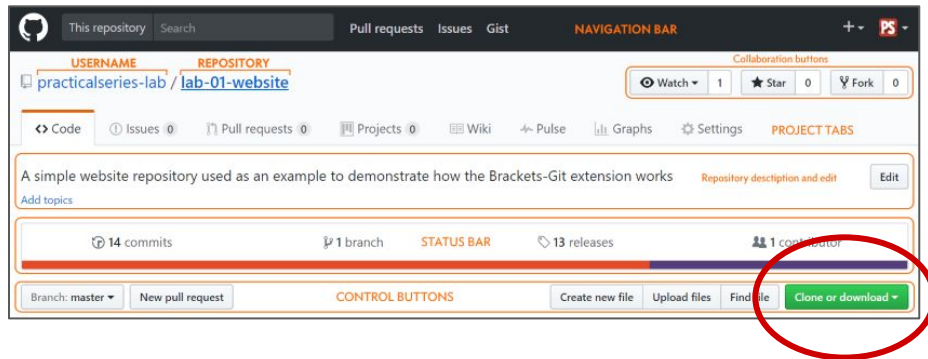 This repository Search Pull requests Issues Gist NAVIGATION BAR PS
USERNAME REPOSITORY Collaboration buttons
practicalseries-lab / lab-01-website Watch 1 Star 0 Fork 0
Code Issues 0 Pull requests 0 Projects 0 Wiki Pulse Graphs Settings PROJECT TABS
A simple website repository used as an example to demonstrate how the Brackets-Git extension works Repository desctiption and edit Edit
Add topics
14 commits 1 branch STATUS BAR 13 releases 1 contributor
Branch: master New pull request CONTROL BUTTONS Create new file Upload files Find file Clone or download